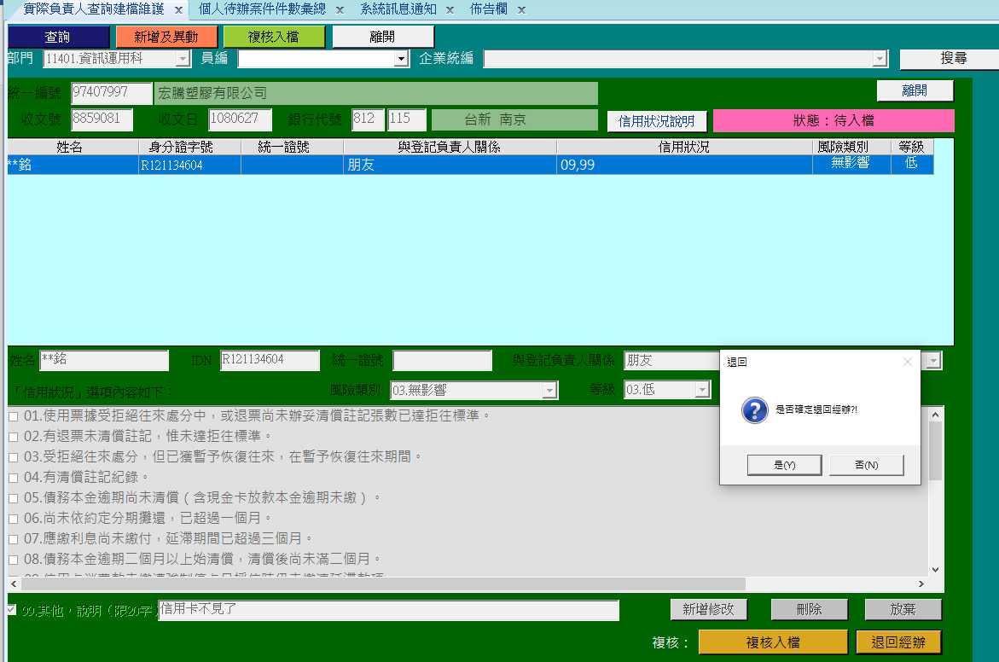 實際負責人查詢建檔維護 x 個人待辦案件件數彙總 x 系統訊息通知 x 佈告欄 x
查詢 新增及異動 複核入檔 離開
部門 11401.資訊運用科 員編 企業統編 搜尋
統一編號 97407997 宏騰塑膠有限公司 離開
收文號 8859081 收文日 1080627 銀行代號 812 115 台新 南京 信用狀況說明 狀態：待入檔
姓名 身分證字號 統一證號 與登記負責人關係 信用狀況 風險類別 等級
**銘 R121134604 朋友 09,99 無影響 低
姓名 **銘 IDN R121134604 統一證號 與登記負責人關係 朋友
「信用狀況」選項內容如下： 風險類別 03.無影響 等級 03.低
退回
是否確定退回經辦?!
是(Y) 否(N)
01.使用票據受拒絕往來處分中，或退票尚未辦妥清償註記張數已達拒往標準。
02.有退票未清償註記，惟未達拒往標準。
03.受拒絕往來處分，但已獲暫予恢復往來，在暫予恢復往來期間。
04.有清償註記紀錄。
05.債務本金逾期尚未清償（含現金卡放款本金逾期未繳）。
06.尚未依約定分期攤還，已超過一個月。
07.應繳利息尚未繳付，延滯期間已超過三個月。
08.債務本金逾期二個月以上始清償，清償後尚未滿二個月。
99.其他，說明（限20字） 信用卡不見了
新增修改 刪除 放棄
複核： 複核入檔 退回經辦